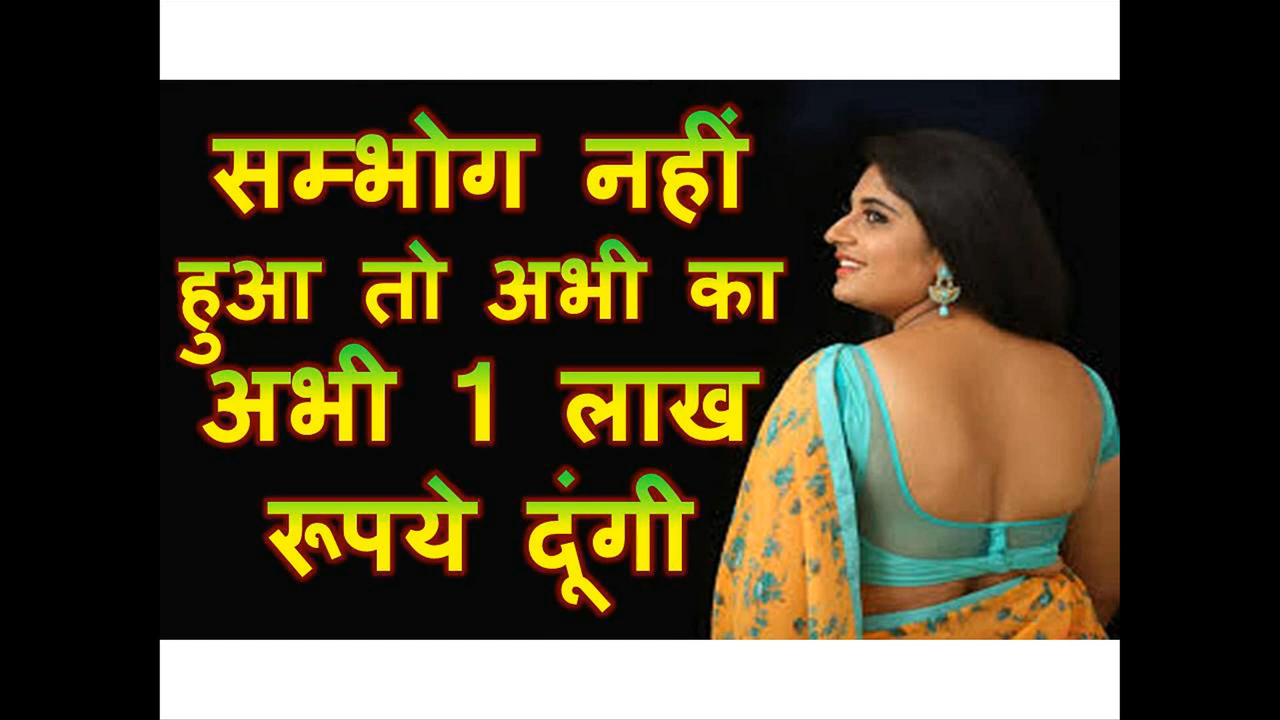 सम्भोग नहीं
हुआ तो अभी का
अभी 1 लाख
रूपये दूंगी